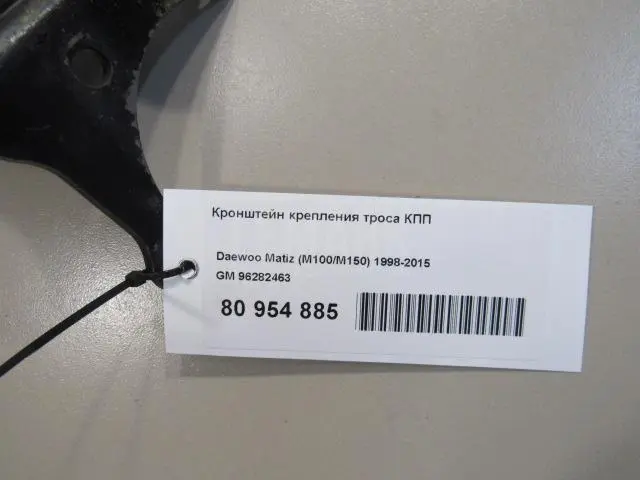 Кронштейн крепления троса КПП
Daewoo Matiz (M100/M150) 1998-2015
GM 96282463
80 954 885